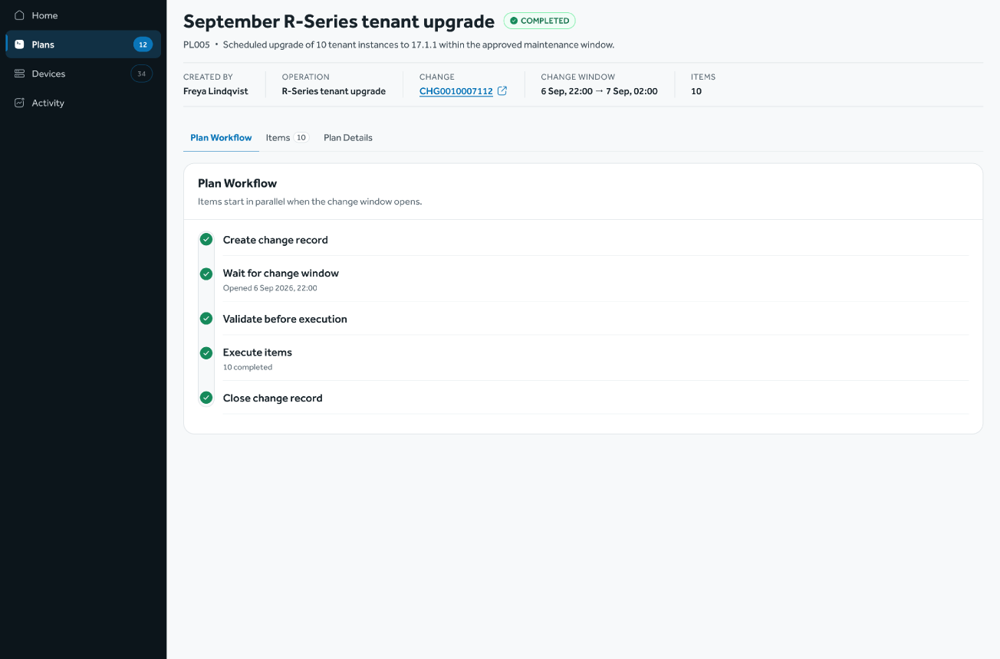 Home
Plans 12
Devices 34
Activity
September R-Series tenant upgrade COMPLETED
PL005 • Scheduled upgrade of 10 tenant instances to 17.1.1 within the approved maintenance window.
CREATED BY
Freya Lindqvist
OPERATION
R-Series tenant upgrade
CHANGE
CHG0010007112
CHANGE WINDOW
6 Sep, 22:00 → 7 Sep, 02:00
ITEMS
10
Plan Workflow Items 10 Plan Details
Plan Workflow
Items start in parallel when the change window opens.
Create change record
Wait for change window
Opened 6 Sep 2026, 22:00
Validate before execution
Execute items
10 completed
Close change record